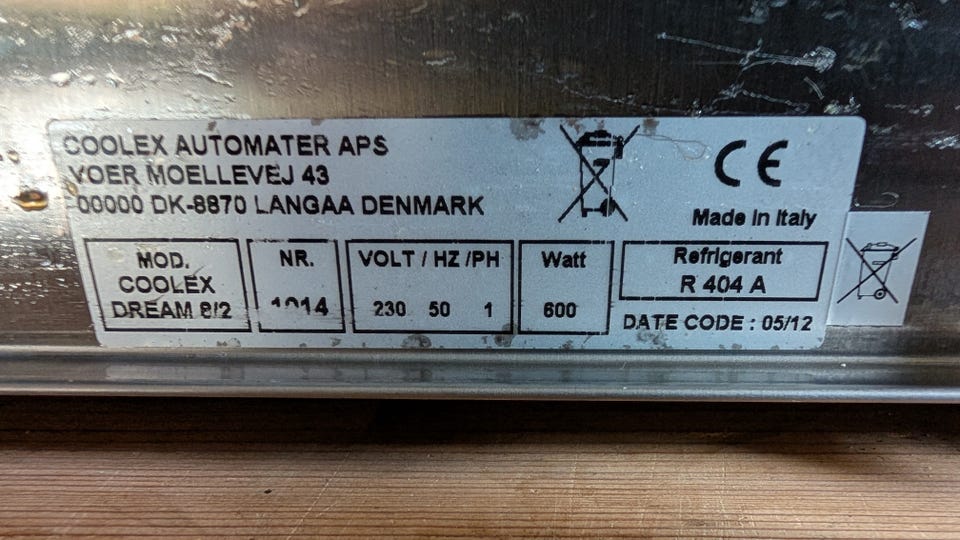 COOLEX AUTOMATER APS
VOER MOELLEVEJ 43
00000 DK-8870 LANGAA DENMARK
CE
Made in Italy
MOD.
COOLEX
DREAM 8/2
NR.
1014
VOLT / HZ /PH
230 50 1
Watt
600
Refrigerant
R 404 A
DATE CODE : 05/12